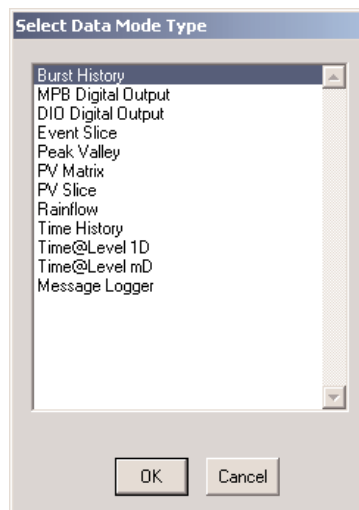 Select Data Mode Type
Burst History
MPB Digital Output
DIO Digital Output
Event Slice
Peak Valley
PV Matrix
PV Slice
Rainflow
Time History
Time@Level 1D
Time@Level mD
Message Logger
OK
Cancel